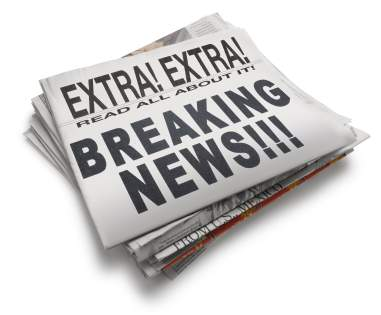 EXTRA! EXTRA!
READ ALL ABOUT IT!
BREAKING
NEWS!!!